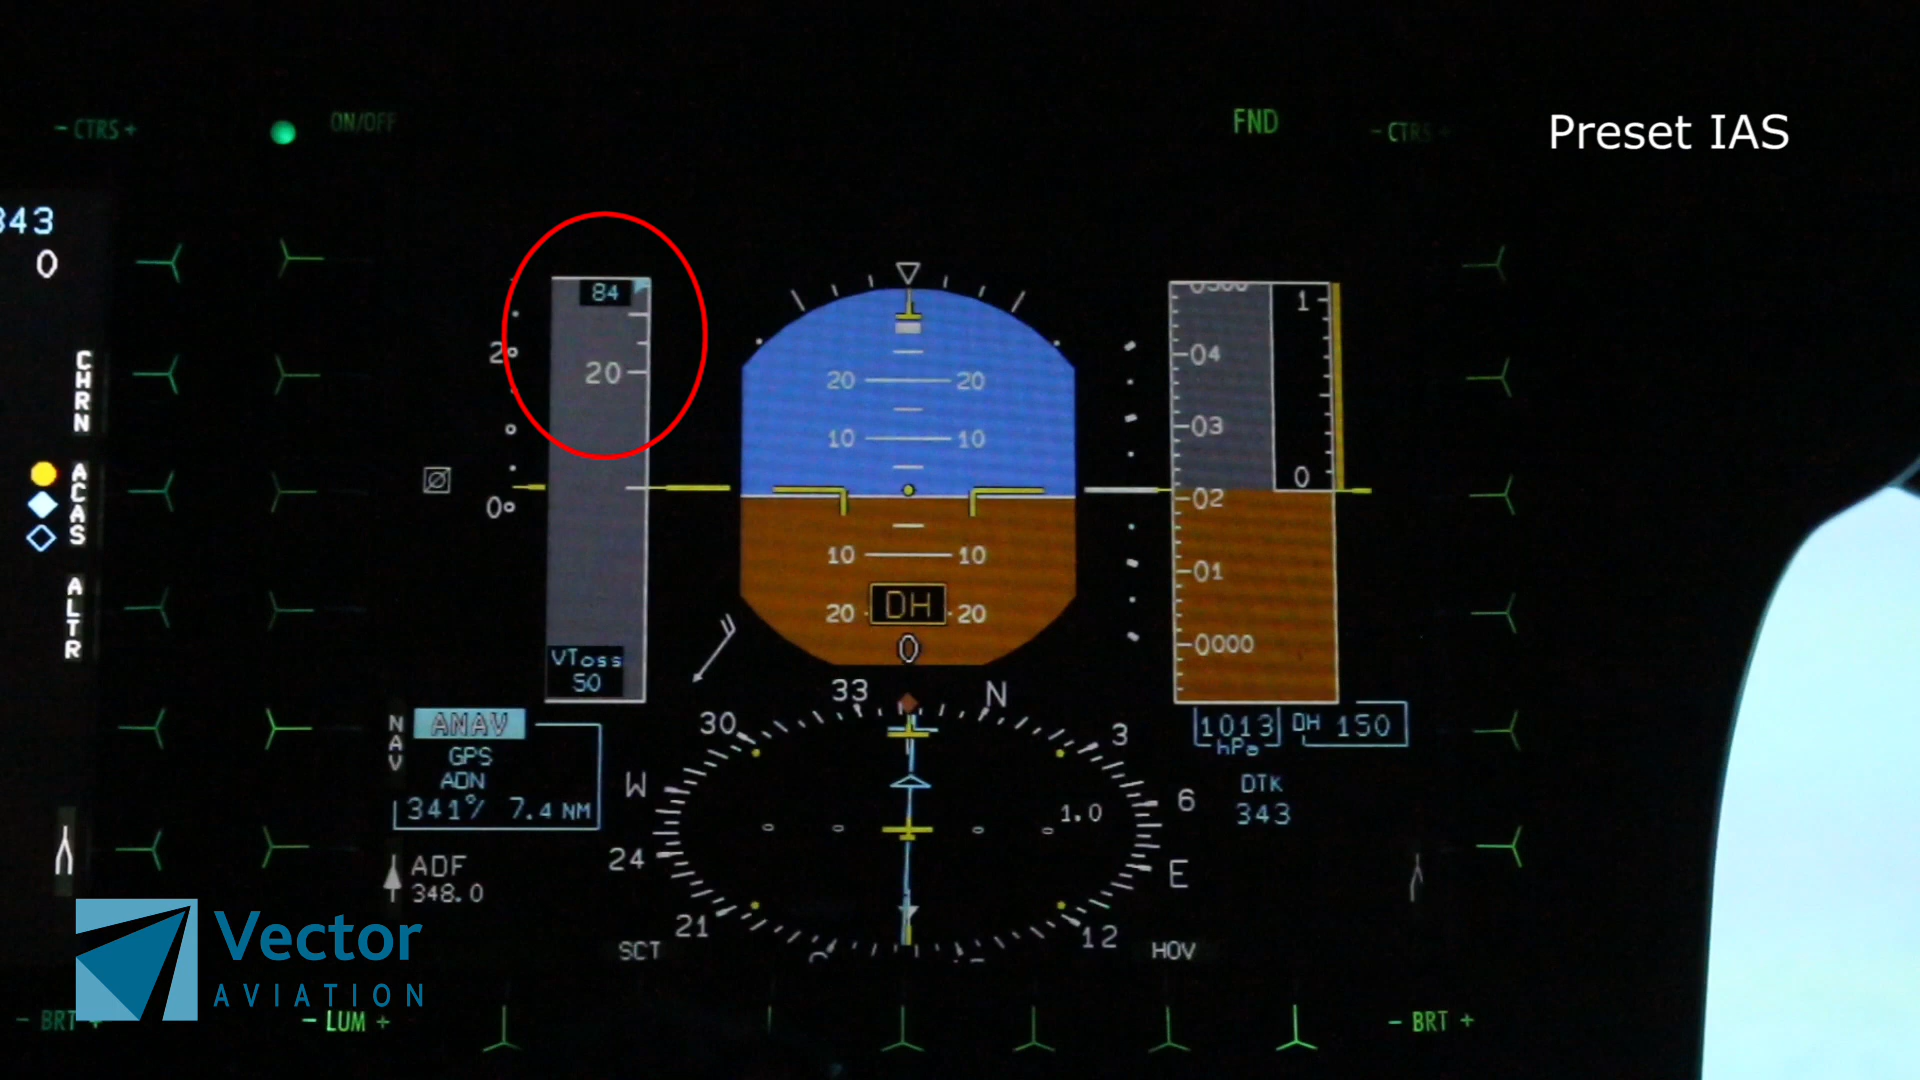 - CTRS +
ON/OFF
FND
- CTRS +
Preset IAS
343
0
84
20
20
20
10
10
10
10
20
DH
20
0
2
0
CHRN
ACAS
ALTR
VToss
50
1
04
03
0
02
01
0000
NAV
ANAV
GPS
ADN
341°/ 7.4 NM
ADF
348.0
33
N
30
3
W
6
1.0
24
E
21
12
SCT
HOV
1013
hPa
DH 150
DTK
343
Vector
AVIATION
- BRT +
- LUM +
- BRT +